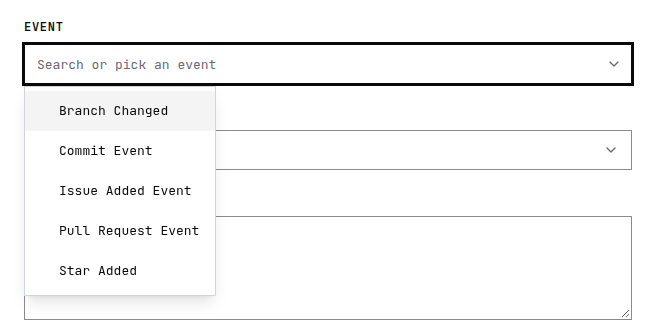 EVENT
Search or pick an event
Branch Changed
Commit Event
Issue Added Event
Pull Request Event
Star Added